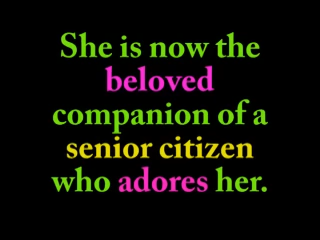 She is now the
beloved
companion of a
senior citizen
who adores her.